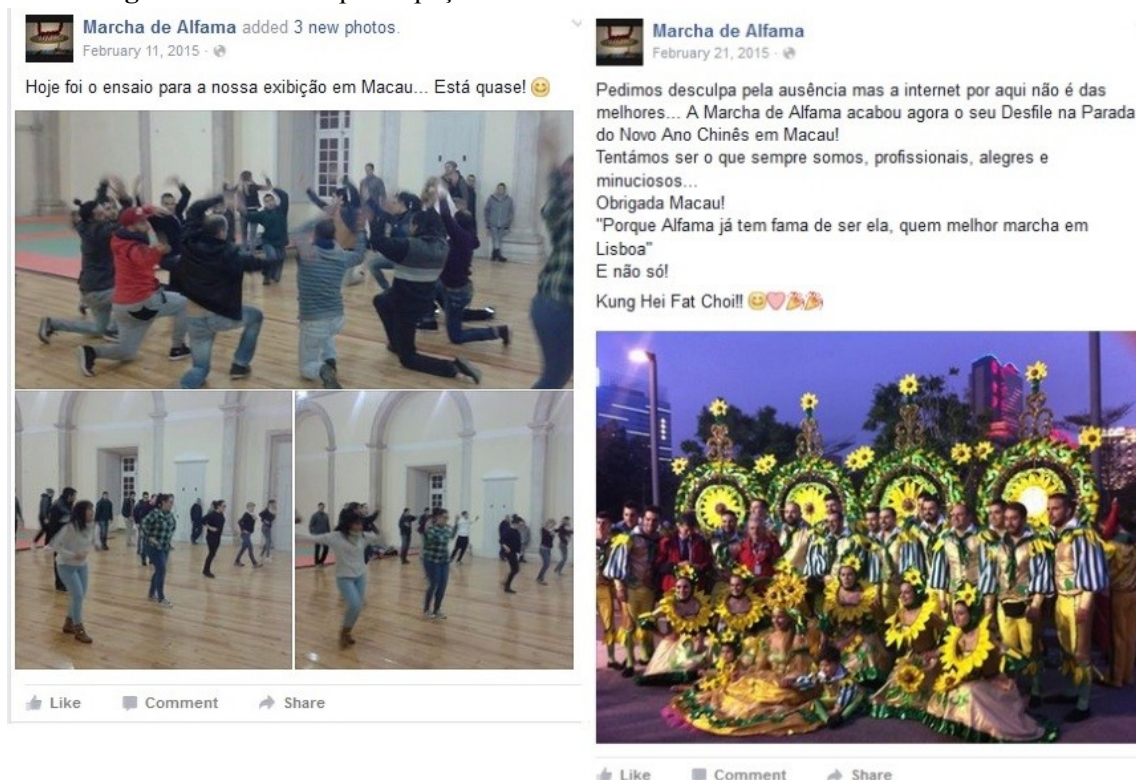 Marcha de Alfama added 3 new photos.
February 11, 2015
Hoje foi o ensaio para a nossa exibição em Macau... Está quase!
Like Comment Share
Marcha de Alfama
February 21, 2015
Pedimos desculpa pela ausência mas a internet por aqui não é das
melhores... A Marcha de Alfama acabou agora o seu Desfile na Parada
do Novo Ano Chinês em Macau!
Tentámos ser o que sempre somos, profissionais, alegres e
minuciosos...
Obrigada Macau!
"Porque Alfama já tem fama de ser ela, quem melhor marcha em
Lisboa"
E não só!
Kung Hei Fat Choi!!
Like Comment Share